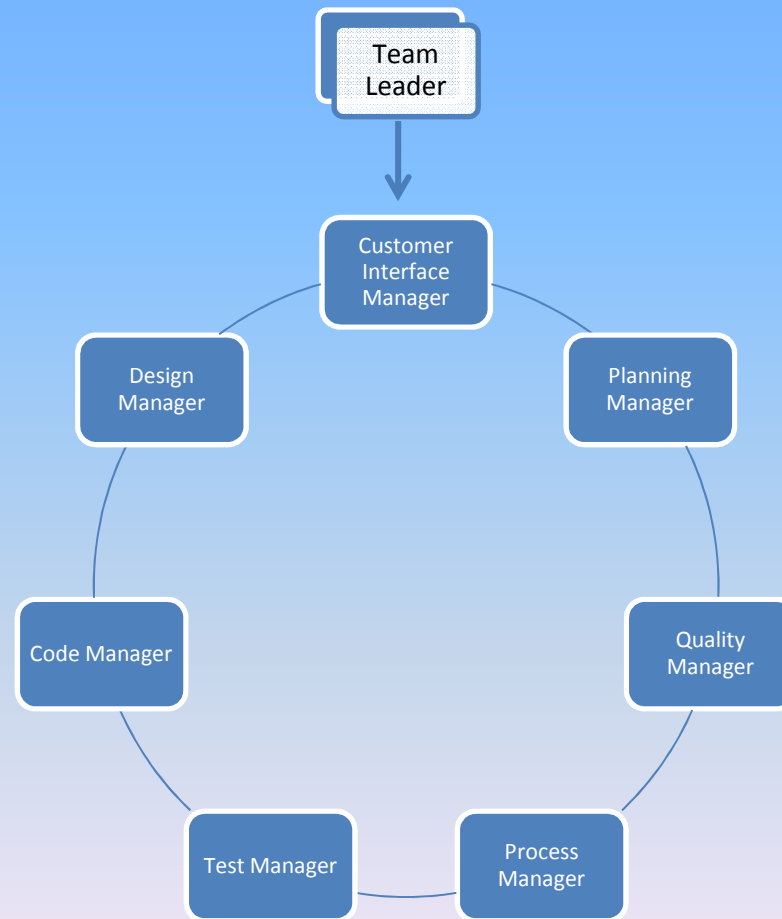 Team
Leader
Customer
Interface
Manager
Planning
Manager
Quality
Manager
Process
Manager
Test Manager
Code Manager
Design
Manager